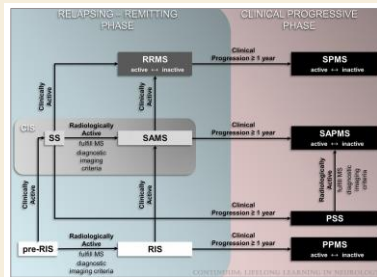 RELAPSING – REMITTING
PHASE
CLINICAL PROGRESSIVE
PHASE
RRMS
active ↔ inactive
Clinical
Progression ≥ 1 year
SPMS
active ↔ inactive
Clinically
Active
Clinically
Active
CIS
SS
Radiologically
Active
fulfill MS
diagnostic
imaging
criteria
SAMS
Clinical
Progression ≥ 1 year
SAPMS
active ↔ inactive
Clinically
Active
Clinically
Active
Radiologically
Active
fulfill MS
diagnostic
imaging
criteria
Clinical
Progression ≥ 1 year
PSS
pre-RIS
Radiologically
Active
fulfill MS
diagnostic
imaging
criteria
RIS
Clinical
Progression ≥ 1 year
PPMS
active ↔ inactive
CONTINUUM: LIFELONG LEARNING IN NEUROLOGY